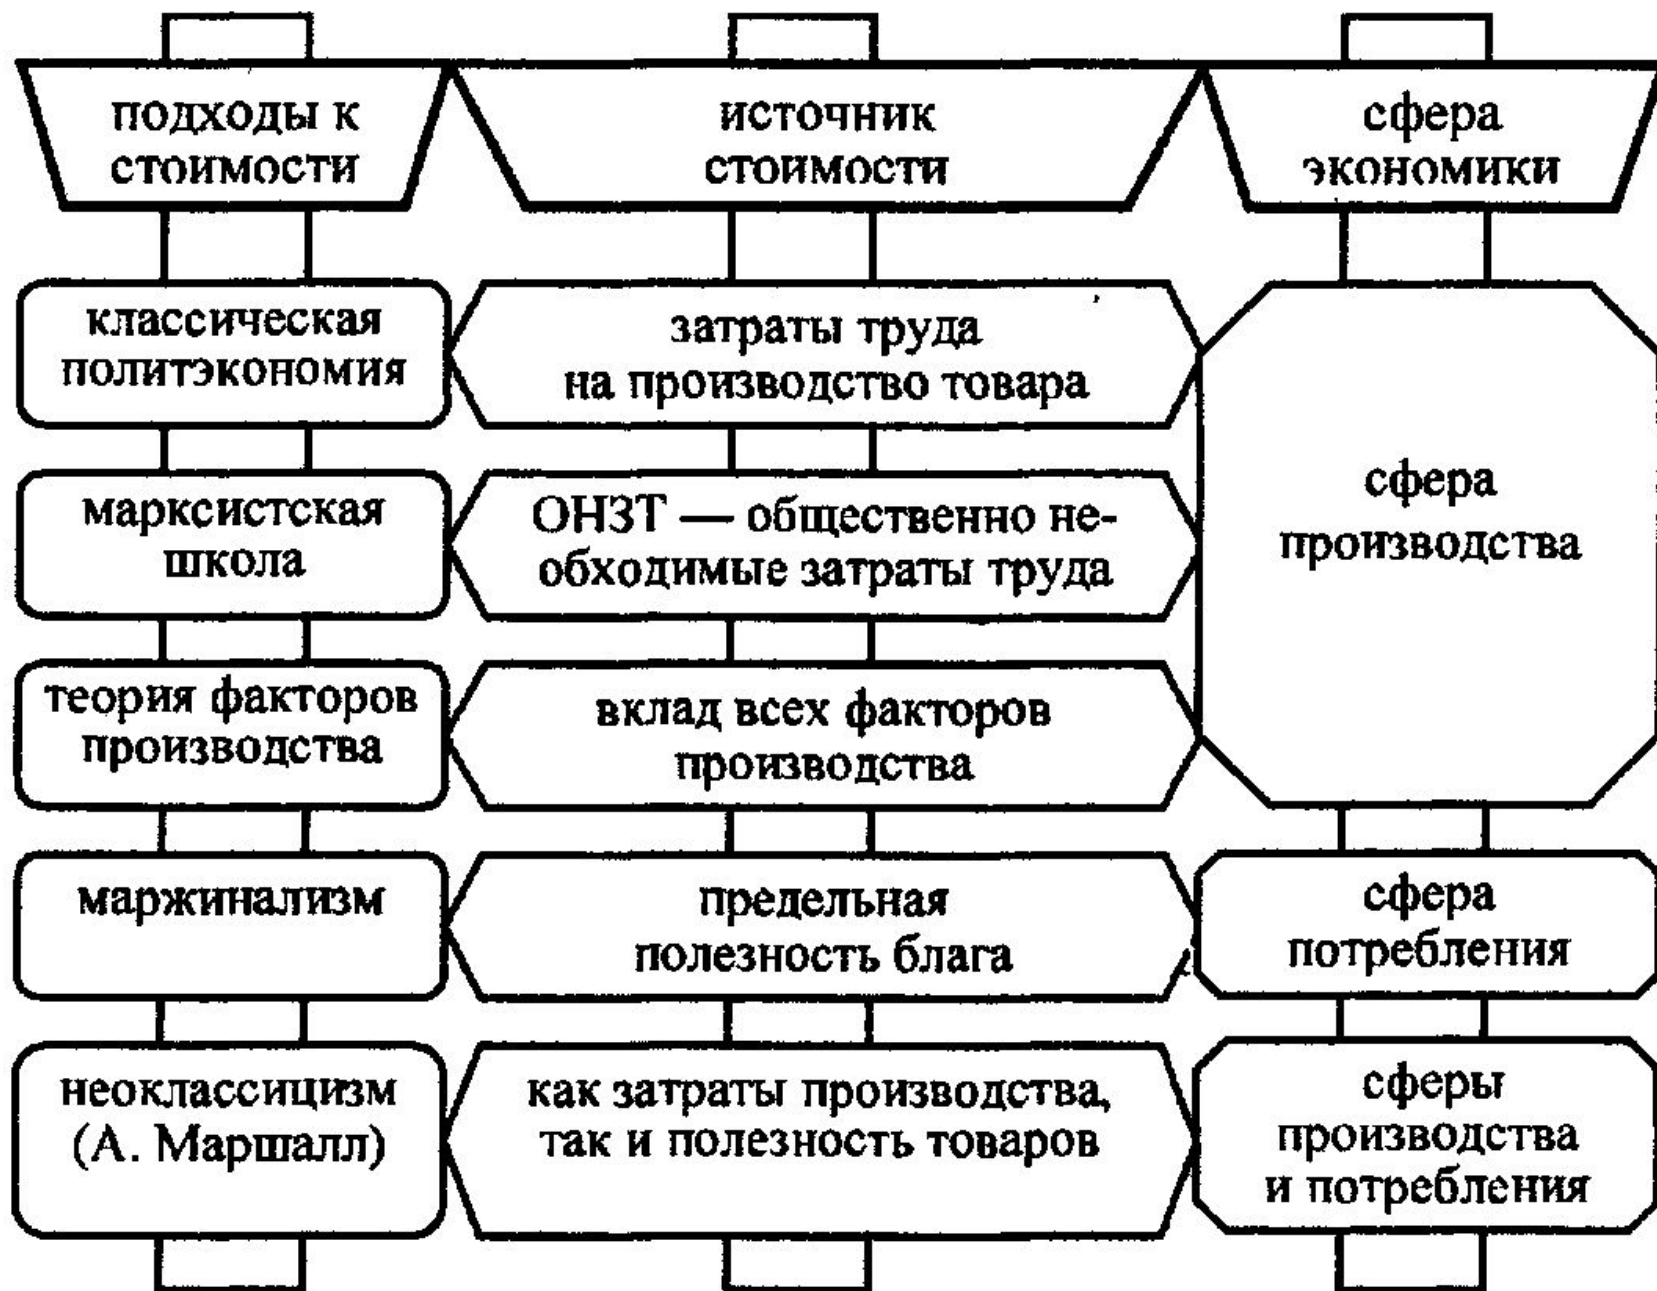 подходы к
стоимости
источник
стоимости
сфера
экономики
классическая
политэкономия
затраты труда
на производство товара
сфера
производства
марксистская
школа
ОНЗТ — общественно не-
обходимые затраты труда
теория факторов
производства
вклад всех факторов
производства
маржинализм
предельная
полезность блага
сфера
потребления
неоклассицизм
(А. Маршалл)
как затраты производства,
так и полезность товаров
сферы
производства
и потребления